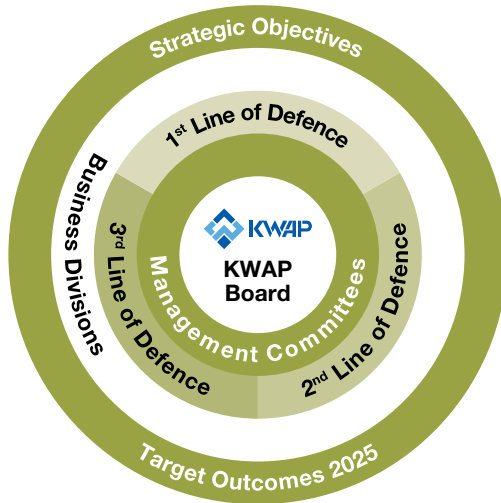 Strategic Objectives
Business Divisions
1st Line of Defence
2nd Line of Defence
3rd Line of Defence
Management Committees
KWAP
KWAP
Board
Target Outcomes 2025